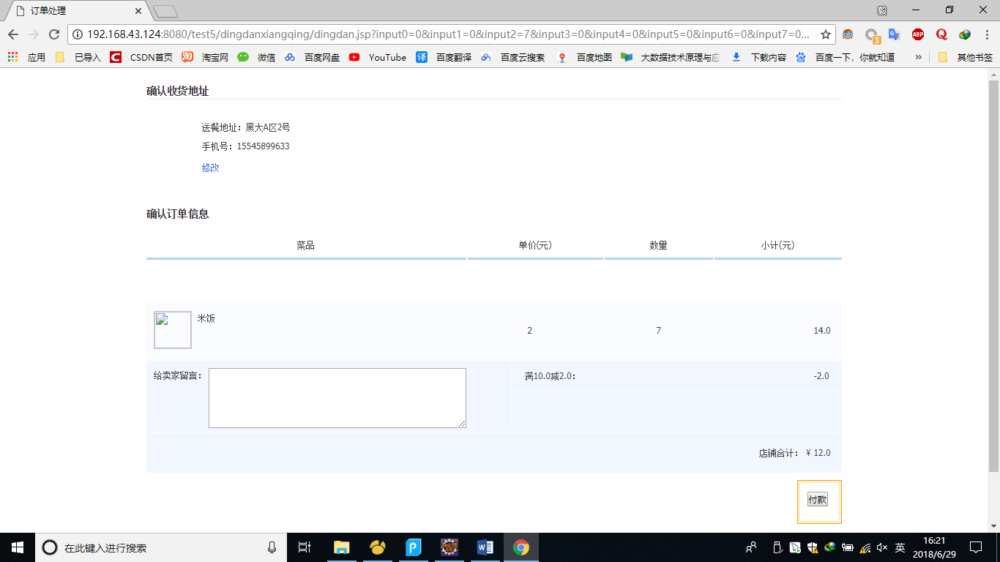 订单处理
192.168.43.124:8080/test5/dingdanxiangqing/dingdan.jsp?input0=0&input1=0&input2=7&input3=0&input4=0&input5=0&input6=0&input7=0...
ABP
Q
3
应用 已导入 C CSDN首页 淘 淘宝网 微信 百度网盘 YouTube 译 百度翻译 百度云搜索 百度地图 大数据技术原理与应 下载内容 百度一下,你就知道 » 其他书签
确认收货地址
送餐地址：黑大A区2号
手机号：15545899633
修改
确认订单信息
菜品 单价(元) 数量 小计(元)
米饭
2 7 14.0
给卖家留言： 满10.0减2.0： -2.0
店铺合计： ¥ 12.0
付款
在此键入进行搜索
英
16:21
2018/6/29